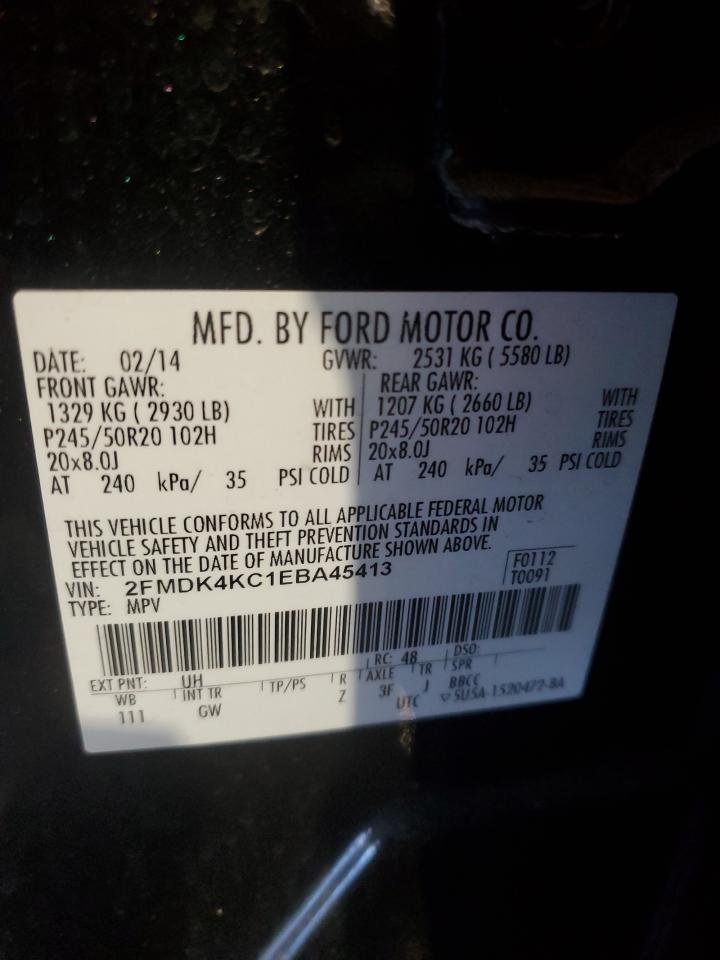 MFD. BY FORD MOTOR CO.
DATE: 02/14 GVWR: 2531 KG ( 5580 LB)
FRONT GAWR: REAR GAWR:
1329 KG ( 2930 LB) WITH 1207 KG ( 2660 LB) WITH
P245/50R20 102H TIRES P245/50R20 102H TIRES
20x8.0J RIMS 20x8.0J RIMS
AT 240 kPa/ 35 PSI COLD AT 240 kPa/ 35 PSI COLD
THIS VEHICLE CONFORMS TO ALL APPLICABLE FEDERAL MOTOR
VEHICLE SAFETY AND THEFT PREVENTION STANDARDS IN
EFFECT ON THE DATE OF MANUFACTURE SHOWN ABOVE.
VIN: 2FMDK4KC1EBA45413 F0112
TYPE: MPV T0091
EXT PNT: UH RC: 48 DSO:
WB INT TR TP/PS R AXLE TR SPR
111 GW Z 3F J BBCC
UTC ▽5U5A-1520472-BA